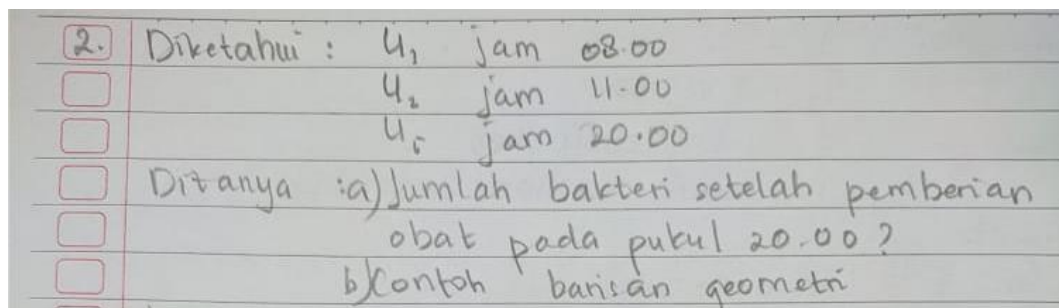 2. Diketahui : U₁ jam 08.00
U₂ jam 11.00
U₅ jam 20.00
Ditanya : a) Jumlah bakteri setelah pemberian
obat pada pukul 20.00?
b) Contoh barisan geometri